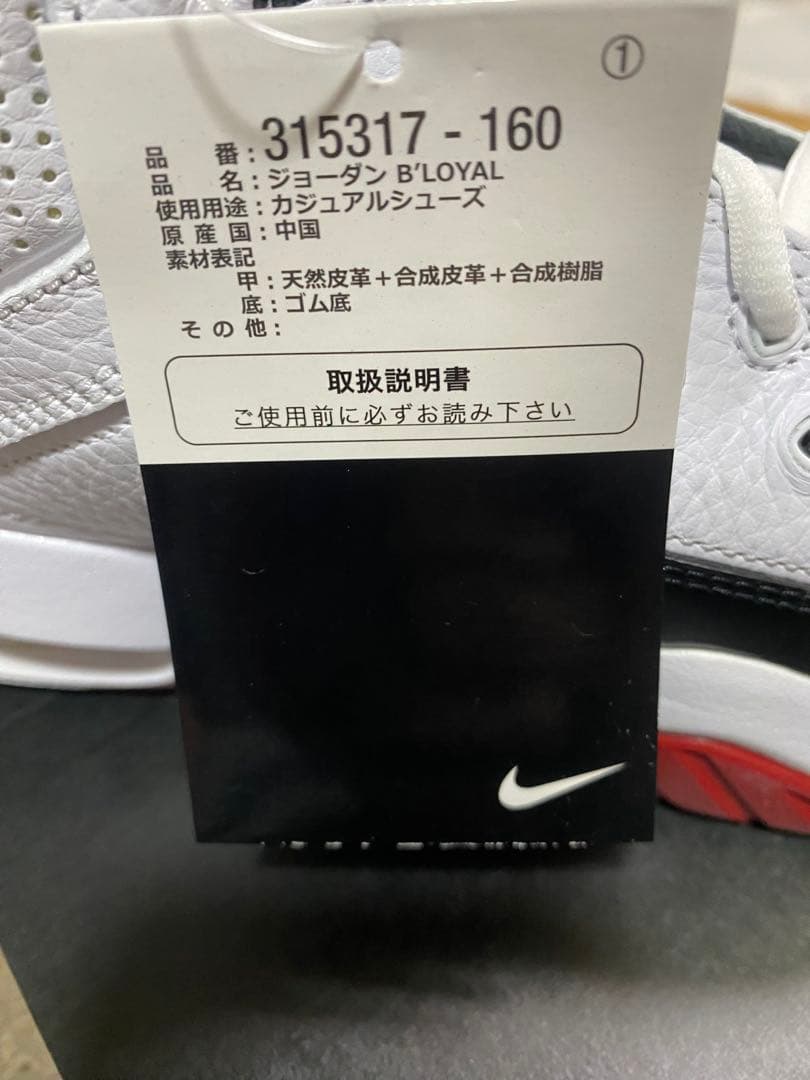 ①
品 番：315317 - 160
品 名：ジョーダン B'LOYAL
使用用途：カジュアルシューズ
原 産 国：中国
素材表記
甲：天然皮革＋合成皮革＋合成樹脂
底：ゴム底
そ の 他：
取扱説明書
ご使用前に必ずお読み下さい